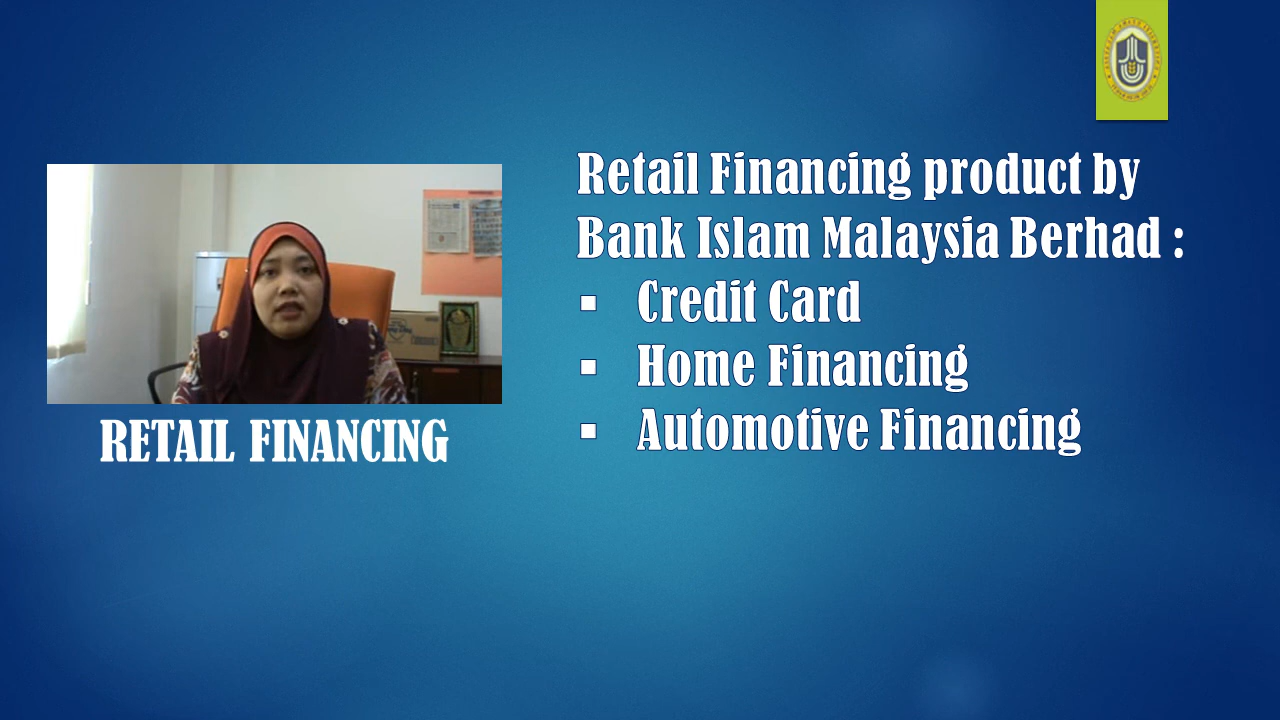 Retail Financing product by
Bank Islam Malaysia Berhad :
▪ Credit Card
▪ Home Financing
▪ Automotive Financing
RETAIL FINANCING